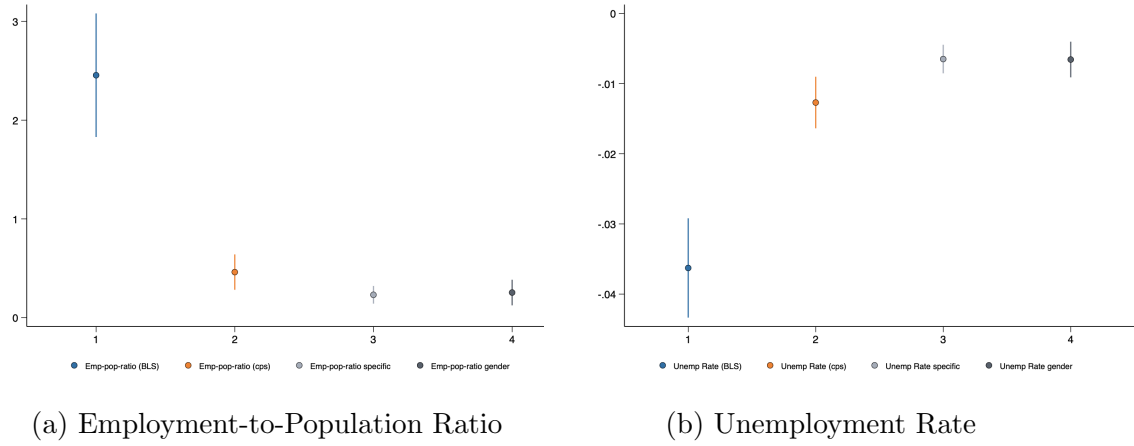 3
2
1
0
1 2 3 4
Emp-pop-ratio (BLS) Emp-pop-ratio (cps) Emp-pop-ratio specific Emp-pop-ratio gender
(a) Employment-to-Population Ratio
-0
-.01
-.02
-.03
-.04
1 2 3 4
Unemp Rate (BLS) Unemp Rate (cps) Unemp Rate specific Unemp Rate gender
(b) Unemployment Rate